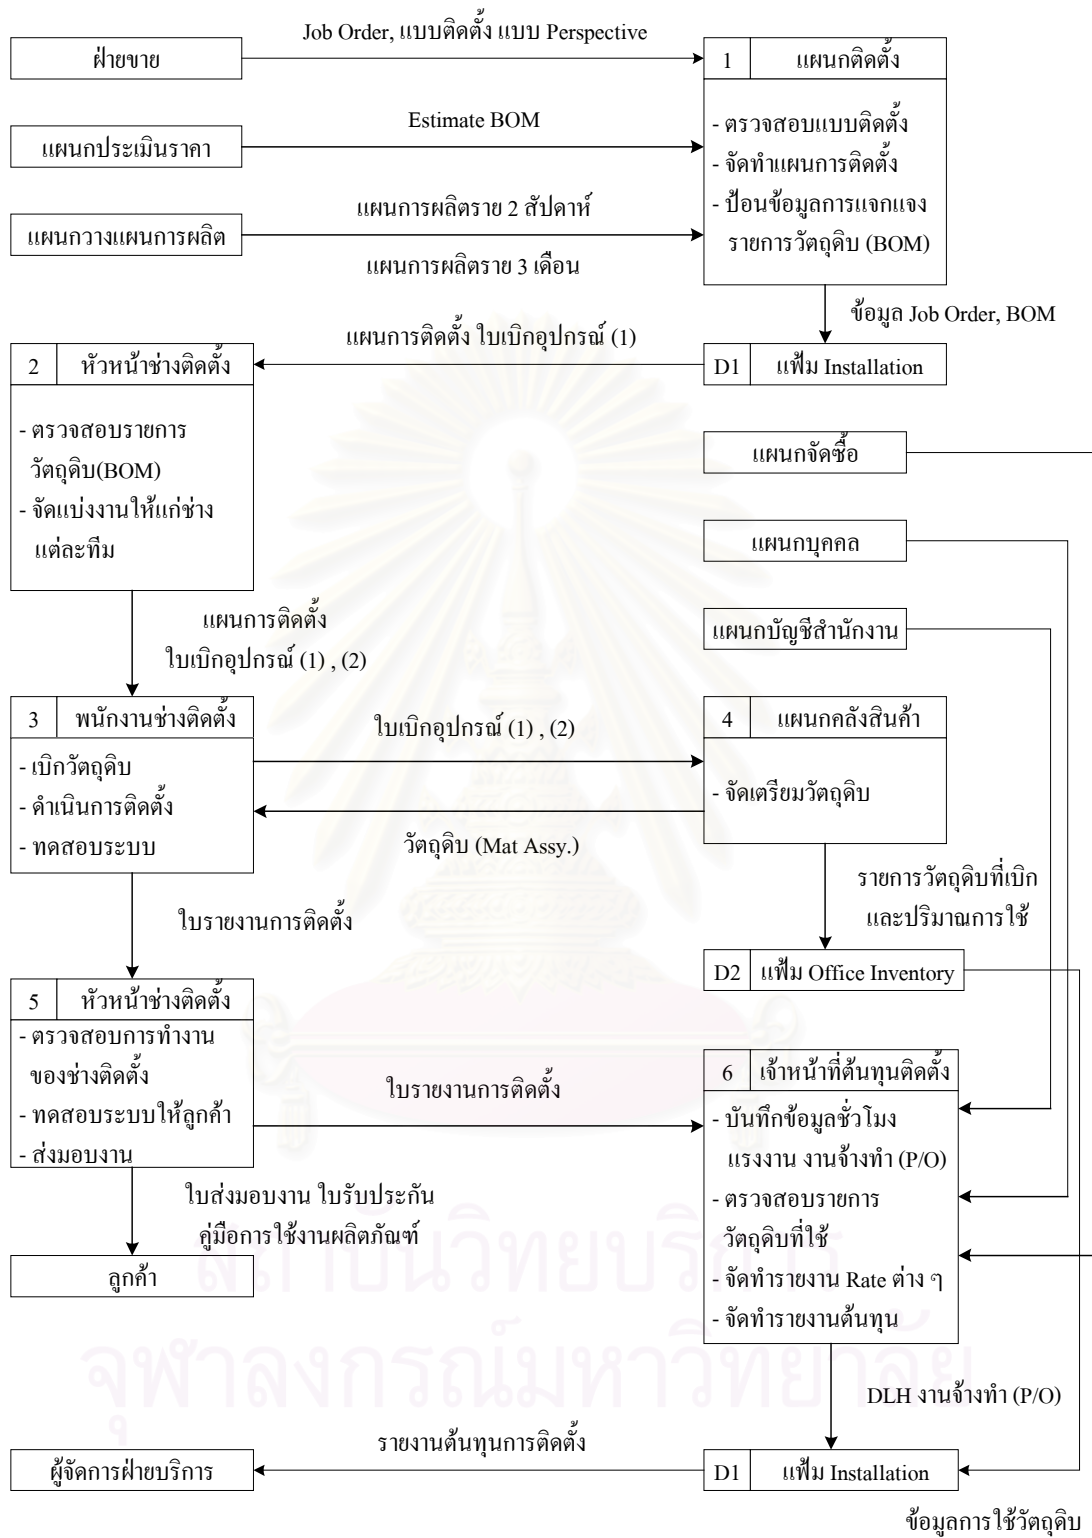 Job Order, แบบติดตั้ง แบบ Perspective
ฝ่ายขาย
1 แผนกติดตั้ง
Estimate BOM
แผนกประเมินราคา
- ตรวจสอบแบบติดตั้ง
- จัดทำแผนการติดตั้ง
- ป้อนข้อมูลการแจกแจง
รายการวัตถุดิบ (BOM)
แผนการผลิตราย 2 สัปดาห์
แผนกวางแผนการผลิต
แผนการผลิตราย 3 เดือน
ข้อมูล Job Order, BOM
แผนการติดตั้ง ใบเบิกอุปกรณ์ (1)
2 หัวหน้าช่างติดตั้ง
D1 แฟ้ม Installation
- ตรวจสอบรายการ
วัตถุดิบ(BOM)
- จัดแบ่งงานให้แก่ช่าง
แต่ละทีม
แผนกจัดซื้อ
แผนกบุคคล
แผนกบัญชีสำนักงาน
แผนการติดตั้ง
ใบเบิกอุปกรณ์ (1) , (2)
3 พนักงานช่างติดตั้ง
ใบเบิกอุปกรณ์ (1) , (2)
4 แผนกคลังสินค้า
- เบิกวัตถุดิบ
- ดำเนินการติดตั้ง
- ทดสอบระบบ
- จัดเตรียมวัตถุดิบ
วัตถุดิบ (Mat Assy.)
รายการวัตถุดิบที่เบิก
และปริมาณการใช้
ใบรายงานการติดตั้ง
D2 แฟ้ม Office Inventory
5 หัวหน้าช่างติดตั้ง
- ตรวจสอบการทำงาน
ของช่างติดตั้ง
- ทดสอบระบบให้ลูกค้า
- ส่งมอบงาน
ใบรายงานการติดตั้ง
6 เจ้าหน้าที่ต้นทุนติดตั้ง
- บันทึกข้อมูลชั่วโมง
แรงงาน งานจ้างทำ (P/O)
- ตรวจสอบรายการ
วัตถุดิบที่ใช้
- จัดทำรายงาน Rate ต่าง ๆ
- จัดทำรายงานต้นทุน
ใบส่งมอบงาน ใบรับประกัน
คู่มือการใช้งานผลิตภัณฑ์
ลูกค้า
สถาบันวิทยบริการ
จุฬาลงกรณ์มหาวิทยาลัย
DLH งานจ้างทำ (P/O)
รายงานต้นทุนการติดตั้ง
ผู้จัดการฝ่ายบริการ
D1 แฟ้ม Installation
ข้อมูลการใช้วัตถุดิบ